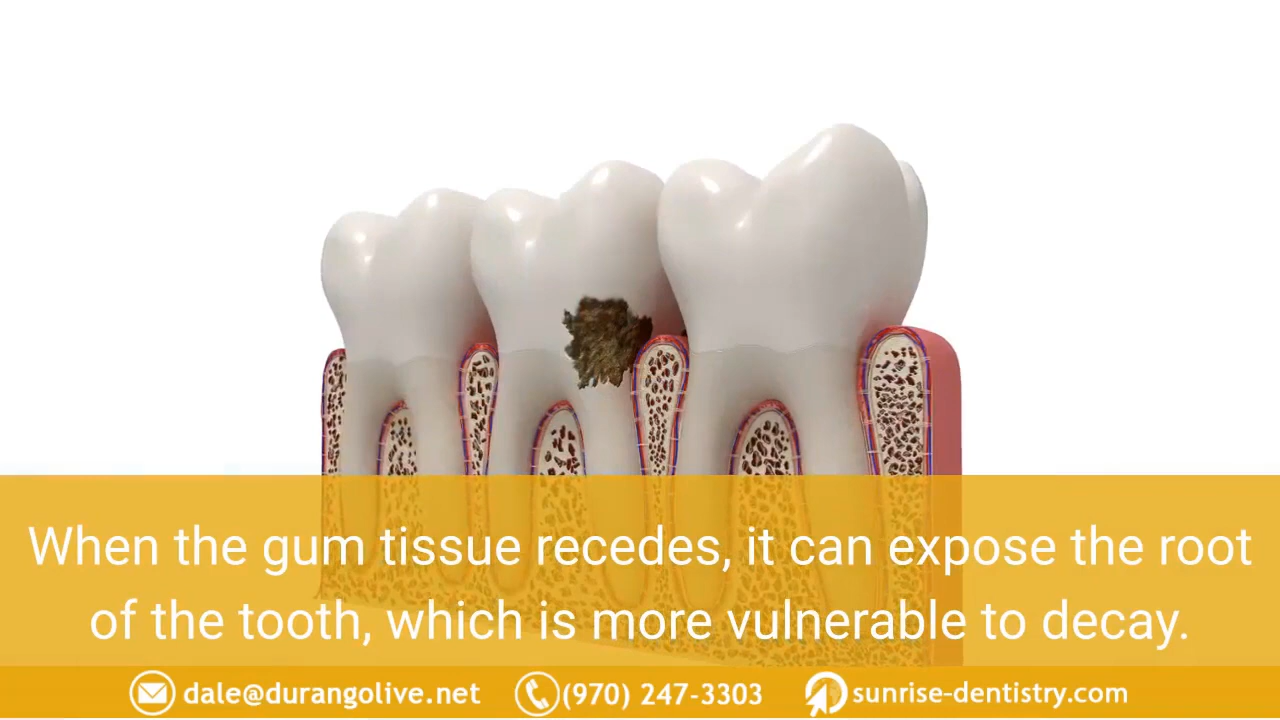 When the gum tissue recedes, it can expose the root
of the tooth, which is more vulnerable to decay.
dale@durangolive.net (970) 247-3303 sunrise-dentistry.com